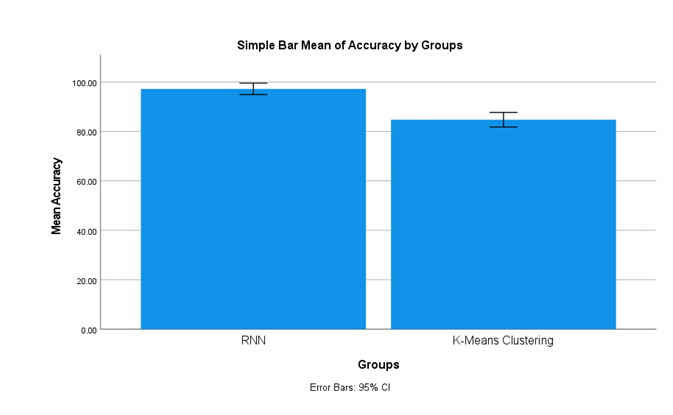 Simple Bar Mean of Accuracy by Groups
Mean Accuracy
100.00
80.00
60.00
40.00
20.00
0.00
RNN
K-Means Clustering
Groups
Error Bars: 95% CI